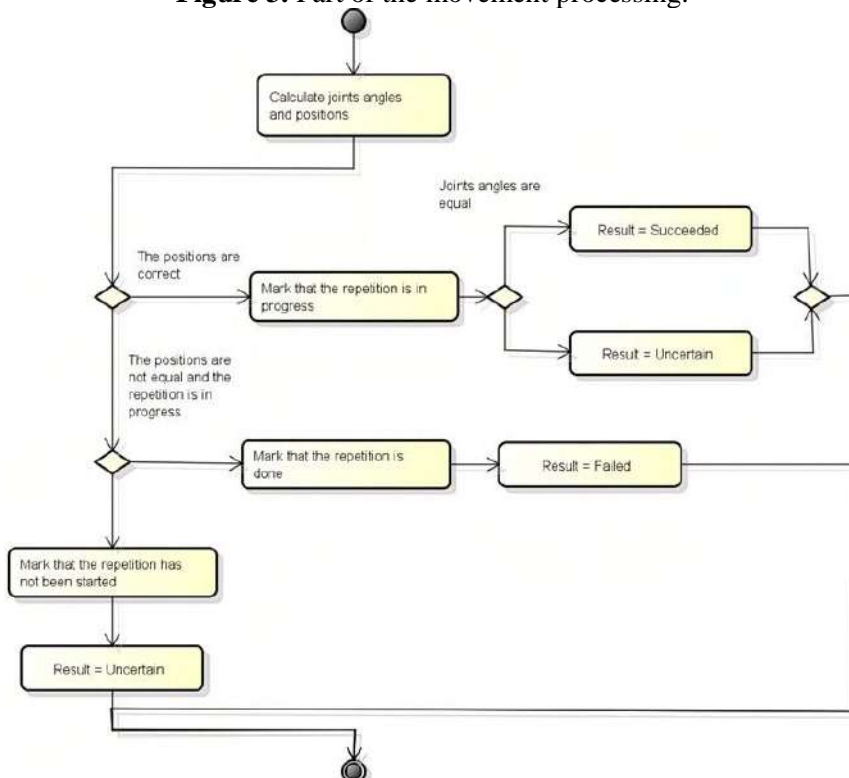 Figure 3. Part of the movement processing.
Calculate joints angles
and positions
Joints angles are
equal
Result = Succeeded
The positions are
correct
Mark that the repetition is in
progress
Result = Uncertain
The positions are
not equal and the
repetition is in
progress
Mark that the repetition is
done
Result = Failed
Mark that the repetition has
not been started
Result = Uncertain